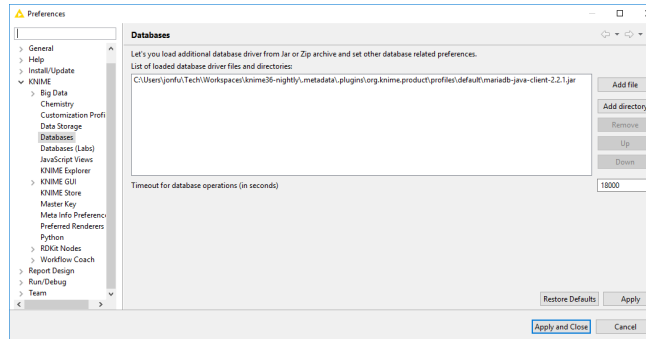 Preferences
Databases
Let's you load additional database driver from Jar or Zip archive and set other database related preferences.
List of loaded database driver files and directories:
C:\Users\jonfu\Tech\Workspaces\knime36-nightly\.metadata\.plugins\org.knime.product\profiles\default\mariadb-java-client-2.2.1.jar
Add file
Add directory
Remove
Up
Down
Timeout for database operations (in seconds)
18000
General
Help
Install/Update
KNIME
Big Data
Chemistry
Customization Profi
Data Storage
Databases
Databases (Labs)
JavaScript Views
KNIME Explorer
KNIME GUI
KNIME Store
Master Key
Meta Info Preference
Preferred Renderers
Python
RDKit Nodes
Workflow Coach
Report Design
Run/Debug
Team
Restore Defaults
Apply
Apply and Close
Cancel